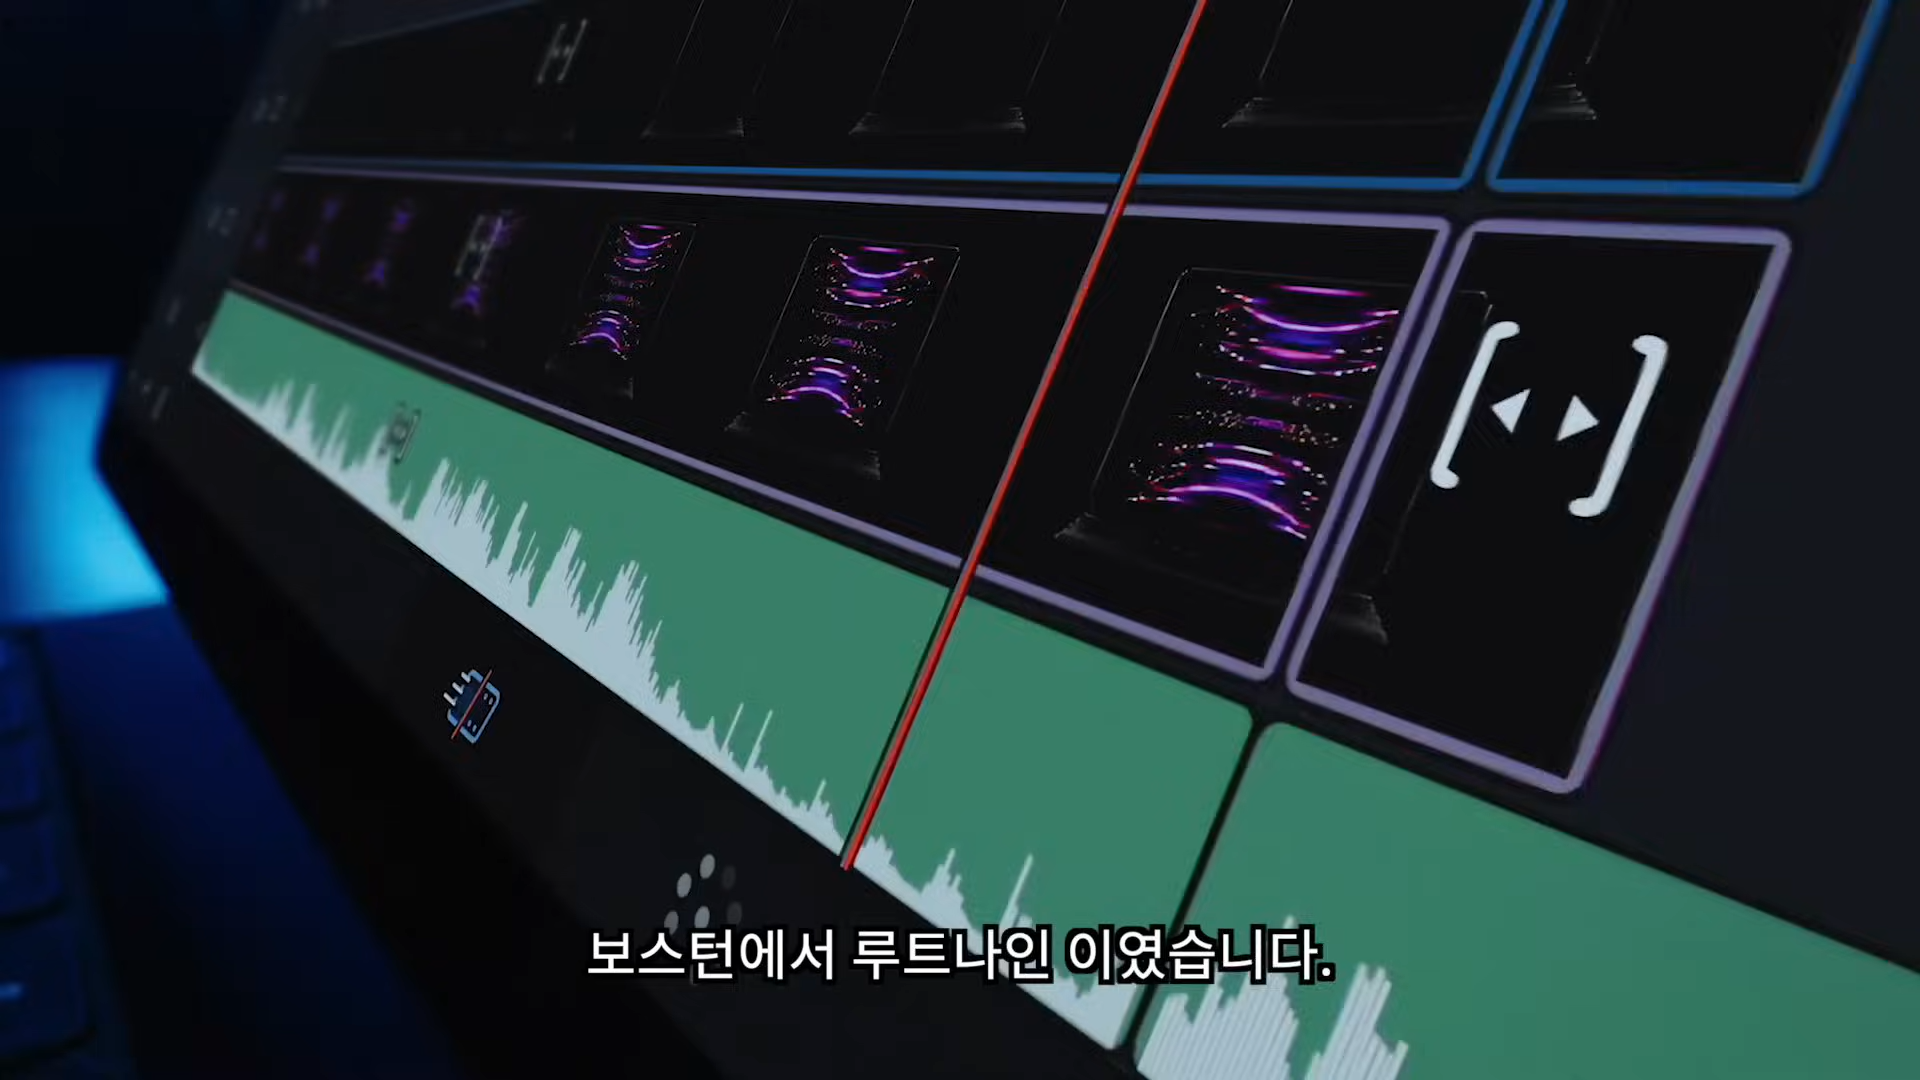 보스턴에서 루트나인 이였습니다.